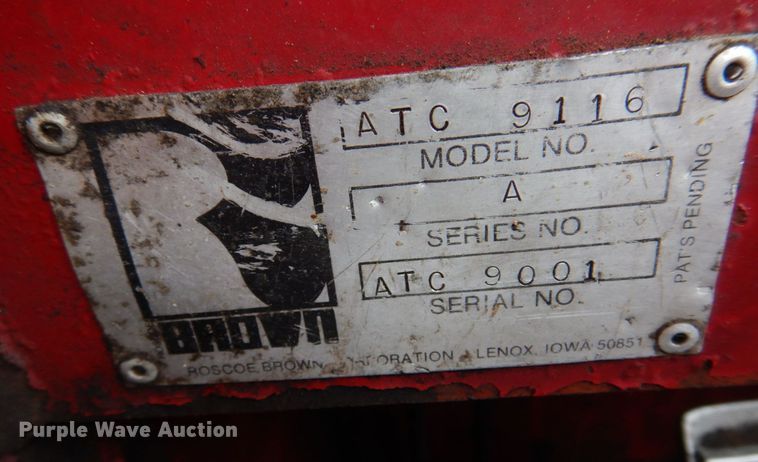 ATC 9116
MODEL NO.
A
SERIES NO.
ATC 9001
SERIAL NO.
PAT'S PENDING
BROWN
ROSCOE BROWN CORPORATION LENOX, IOWA 50851
Purple Wave Auction